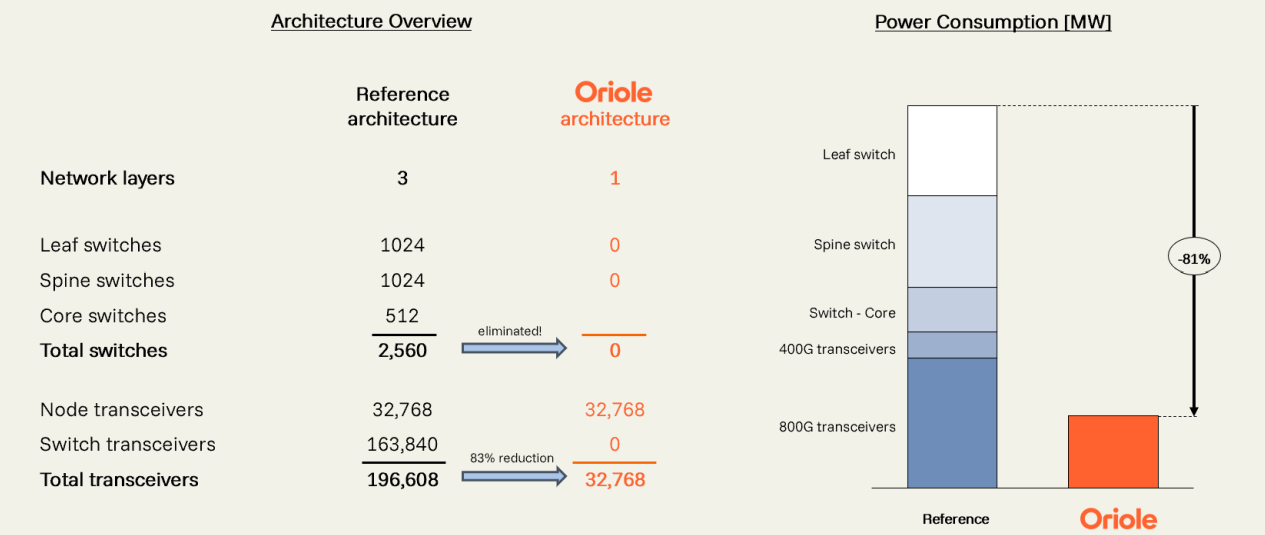 Architecture Overview
Reference
architecture
Oriole
architecture
Network layers 3 1
Leaf switches 1024 0
Spine switches 1024 0
Core switches 512
eliminated!
Total switches 2,560 0
Node transceivers 32,768 32,768
Switch transceivers 163,840 0
83% reduction
Total transceivers 196,608 32,768
Power Consumption [MW]
Leaf switch
Spine switch
-81%
Switch - Core
400G transceivers
800G transceivers
Reference
Oriole